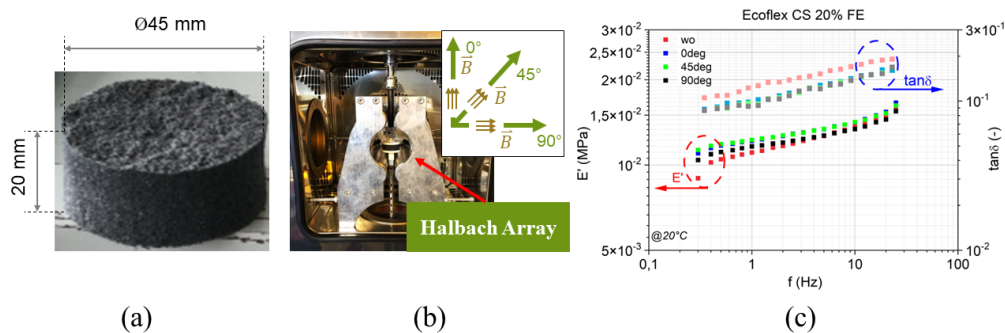 Ø45 mm
20 mm
(a)
0°
B
45°
B
B
90°
Halbach Array
(b)
Ecoflex CS 20% FE
wo
0deg
45deg
90deg
3×10⁻²
2,5×10⁻²
2×10⁻²
1,5×10⁻²
10⁻²
5×10⁻³
E' (MPa)
3×10⁻¹
10⁻¹
10⁻²
tanδ (-)
tanδ
E'
@20°C
0,1
1
10
100
f (Hz)
(c)